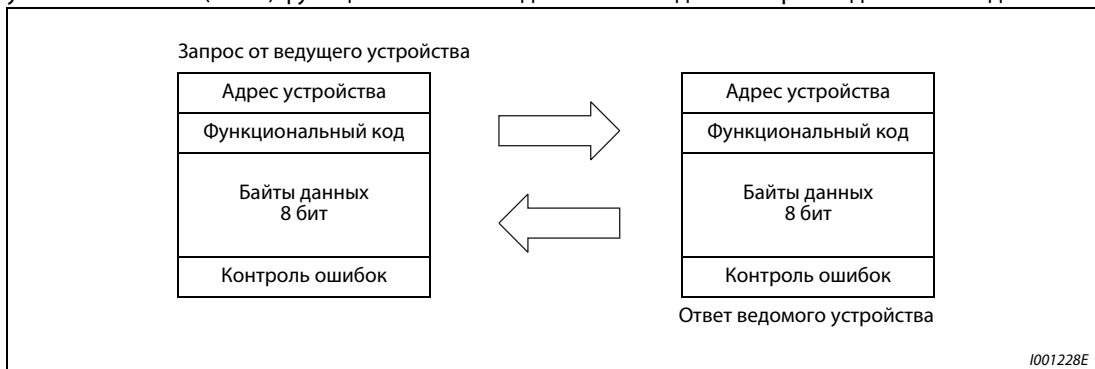 Запрос от ведущего устройства
Адрес устройства
Функциональный код
Байты данных
8 бит
Контроль ошибок
Адрес устройства
Функциональный код
Байты данных
8 бит
Контроль ошибок
Ответ ведомого устройства
I001228E